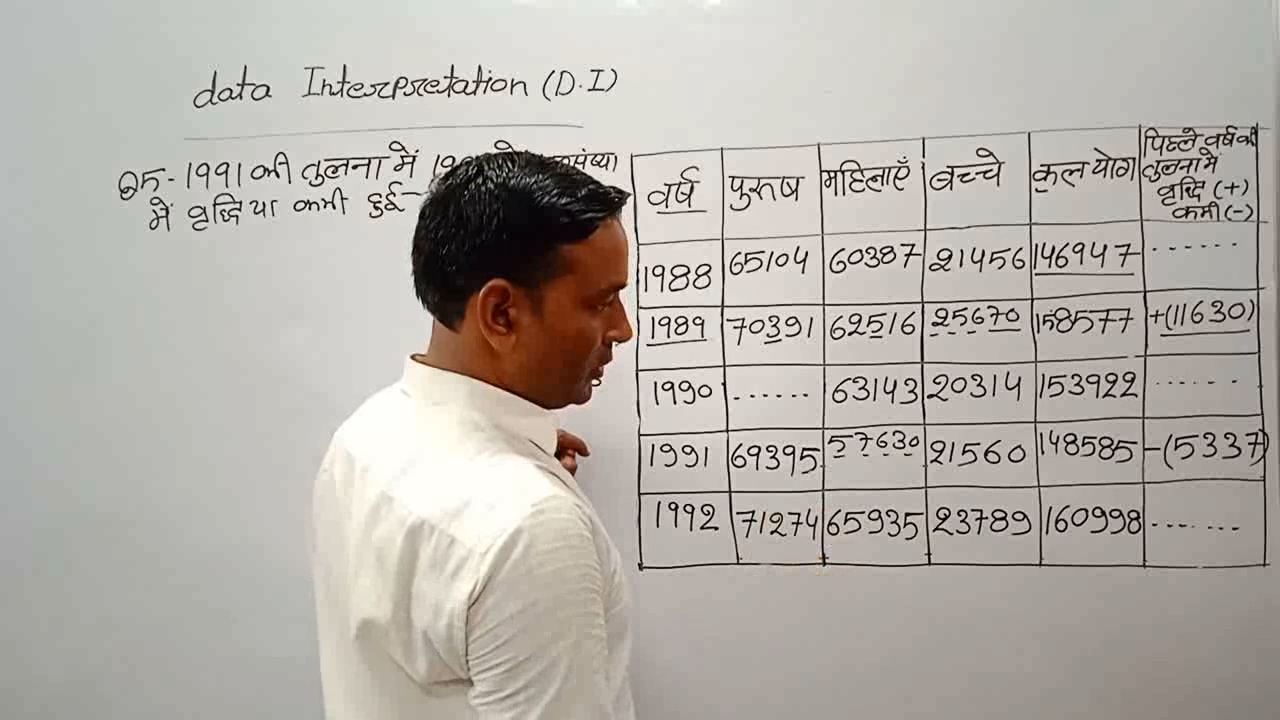 data Interpretation (D.I)
Q5-1991 की तुलना में
में वृद्धि या कमी हुई-
वर्ष पुरुष महिलाएँ बच्चे कुल योग पिछले वर्ष की तुलना में वृद्धि (+) कमी (-)
1988 65104 60387 21456 146947 ......
1989 70391 62516 25670 158577 +(11630)
1990 ...... 63143 20314 153922 ......
1991 69395 57630 21560 148585 -(5337)
1992 71274 65935 23789 160998 .......